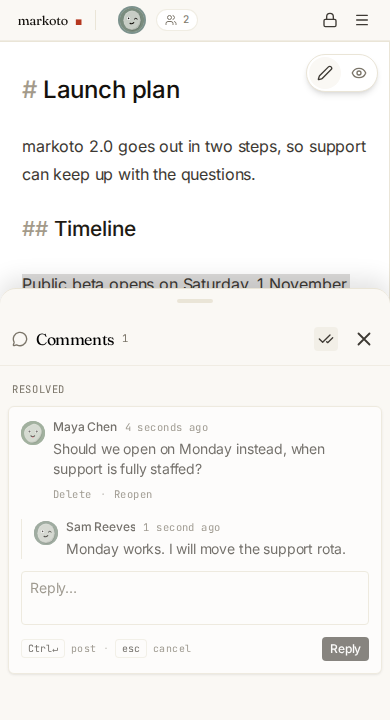 markoto
2
# Launch plan
markoto 2.0 goes out in two steps, so support
can keep up with the questions.
## Timeline
Public beta opens on Saturday, 1 November
Comments 1
RESOLVED
Maya Chen 4 seconds ago
Should we open on Monday instead, when
support is fully staffed?
Delete · Reopen
Sam Reeves 1 second ago
Monday works. I will move the support rota.
Reply...
Ctrl↵ post · esc cancel
Reply